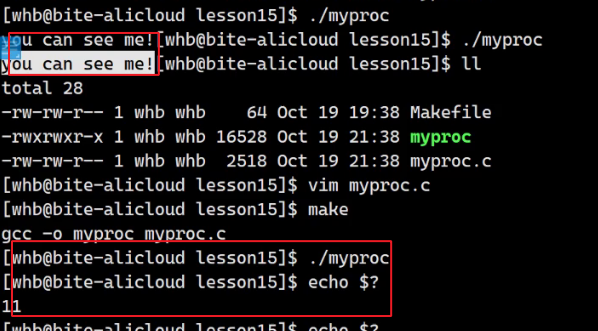 [whb@bite-alicloud lesson15]$ ./myproc
you can see me![whb@bite-alicloud lesson15]$ ./myproc
you can see me![whb@bite-alicloud lesson15]$ ll
total 28
-rw-rw-r-- 1 whb whb    64 Oct 19 19:38 Makefile
-rwxrwxr-x 1 whb whb 16528 Oct 19 21:38 myproc
-rw-rw-r-- 1 whb whb  2518 Oct 19 21:38 myproc.c
[whb@bite-alicloud lesson15]$ vim myproc.c
[whb@bite-alicloud lesson15]$ make
gcc -o myproc myproc.c
[whb@bite-alicloud lesson15]$ ./myproc
[whb@bite-alicloud lesson15]$ echo $?
11
[whb@bite-alicloud lesson15]$ echo $?